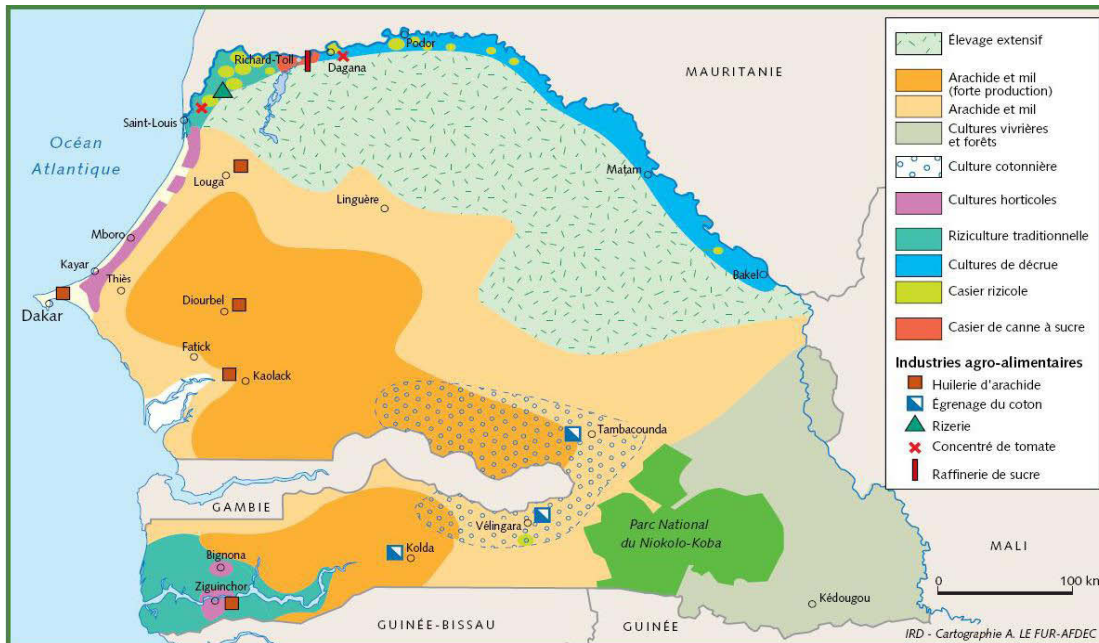 MAURITANIE
Océan
Atlantique
Richard-Toll
Podor
Dagana
Saint-Louis
Matam
Louga
Linguère
Mboro
Kayar
Thiès
Bakel
Dakar
Diourbel
Fatick
Kaolack
Tambacounda
GAMBIE
Vélingara
Parc National
du Niokolo-Koba
Kolda
Bignona
Ziguinchor
Kédougou
MALI
GUINÉE-BISSAU
GUINÉE
Élevage extensif
Arachide et mil
(forte production)
Arachide et mil
Cultures vivrières
et forêts
Culture cotonnière
Cultures horticoles
Riziculture traditionnelle
Cultures de décrue
Casier rizicole
Casier de canne à sucre
Industries agro-alimentaires
Huilerie d'arachide
Égrenage du coton
Rizerie
Concentré de tomate
Raffinerie de sucre
0 100 km
IRD - Cartographie A. LE FUR-AFDEC